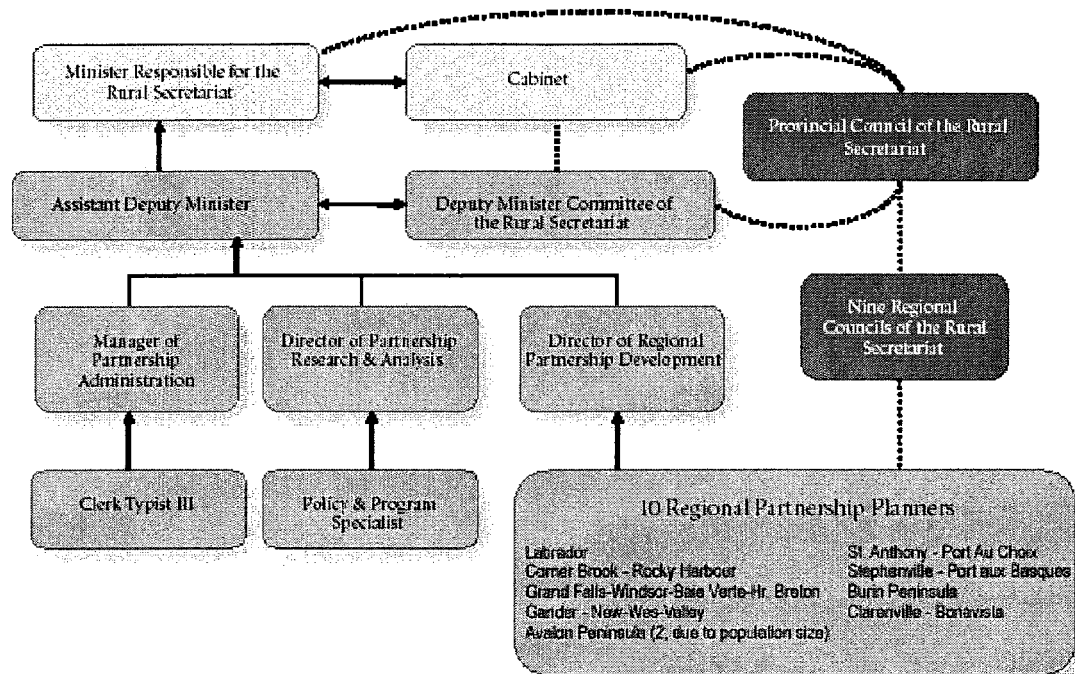 Minister Responsible for the
Rural Secretariat
Cabinet
Provincial Council of the Rural
Secretariat
Assistant Deputy Minister
Deputy Minister Committee of
the Rural Secretariat
Nine Regional
Councils of the Rural
Secretariat
Manager of
Partnership
Administration
Director of Partnership
Research & Analysis
Director of Regional
Partnership Development
Clerk Typist III
Policy & Program
Specialist
10 Regional Partnership Planners
Labrador
Corner Brook - Rocky Harbour
Grand Falls-Windsor-Baie Verte-Hr. Breton
Gander - New-Wes-Valley
Avalon Peninsula (2, due to population size)
St. Anthony - Port Au Choix
Stephenville - Port aux Basques
Burin Peninsula
Clarenville - Bonavista